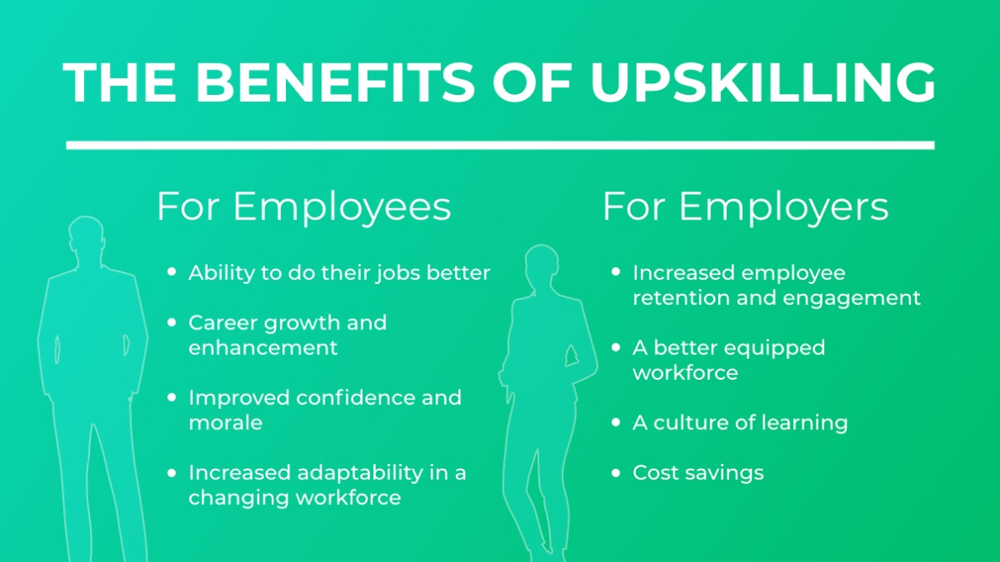 THE BENEFITS OF UPSKILLING
For Employees
Ability to do their jobs better
Career growth and
enhancement
Improved confidence and
morale
Increased adaptability in a
changing workforce
For Employers
Increased employee
retention and engagement
A better equipped
workforce
A culture of learning
Cost savings